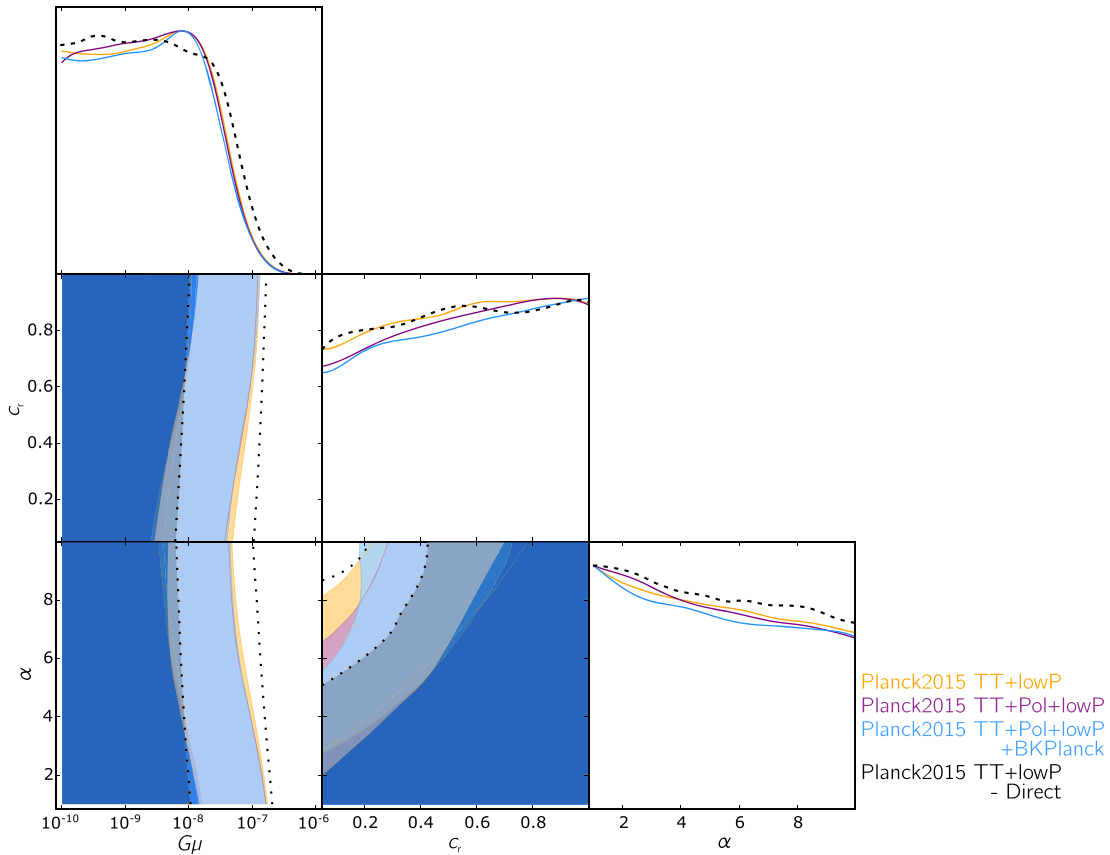 0.8
0.6
0.4
0.2
c_r
8
6
4
2
α
10^-10 10^-9 10^-8 10^-7 10^-6
Gμ
0.2 0.4 0.6 0.8
c_r
2 4 6 8
α
Planck2015 TT+lowP
Planck2015 TT+Pol+lowP
Planck2015 TT+Pol+lowP
+BKPlanck
Planck2015 TT+lowP
- Direct